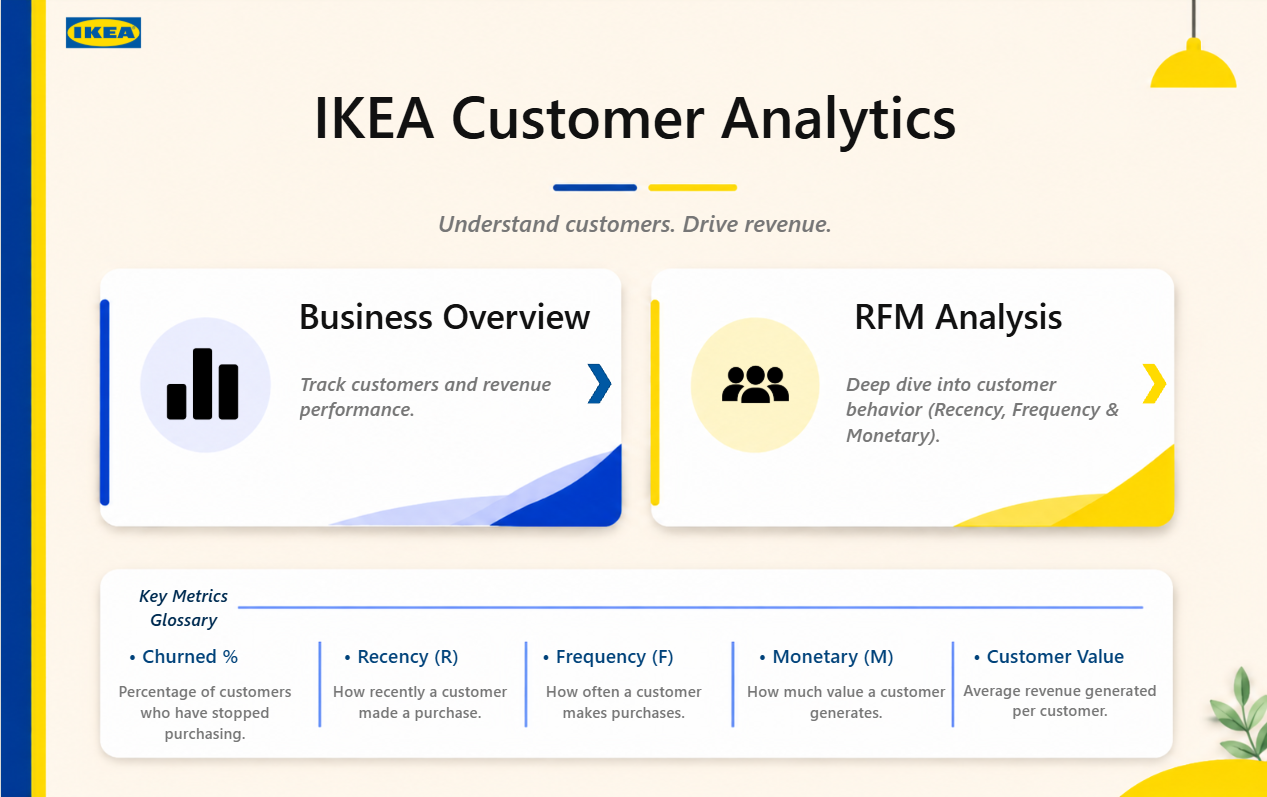 IKEA
IKEA Customer Analytics
Understand customers. Drive revenue.
Business Overview
Track customers and revenue
performance.
RFM Analysis
Deep dive into customer
behavior (Recency, Frequency &
Monetary).
Key Metrics
Glossary
• Churned %
Percentage of customers
who have stopped
purchasing.
• Recency (R)
How recently a customer
made a purchase.
• Frequency (F)
How often a customer
makes purchases.
• Monetary (M)
How much value a customer
generates.
• Customer Value
Average revenue generated
per customer.